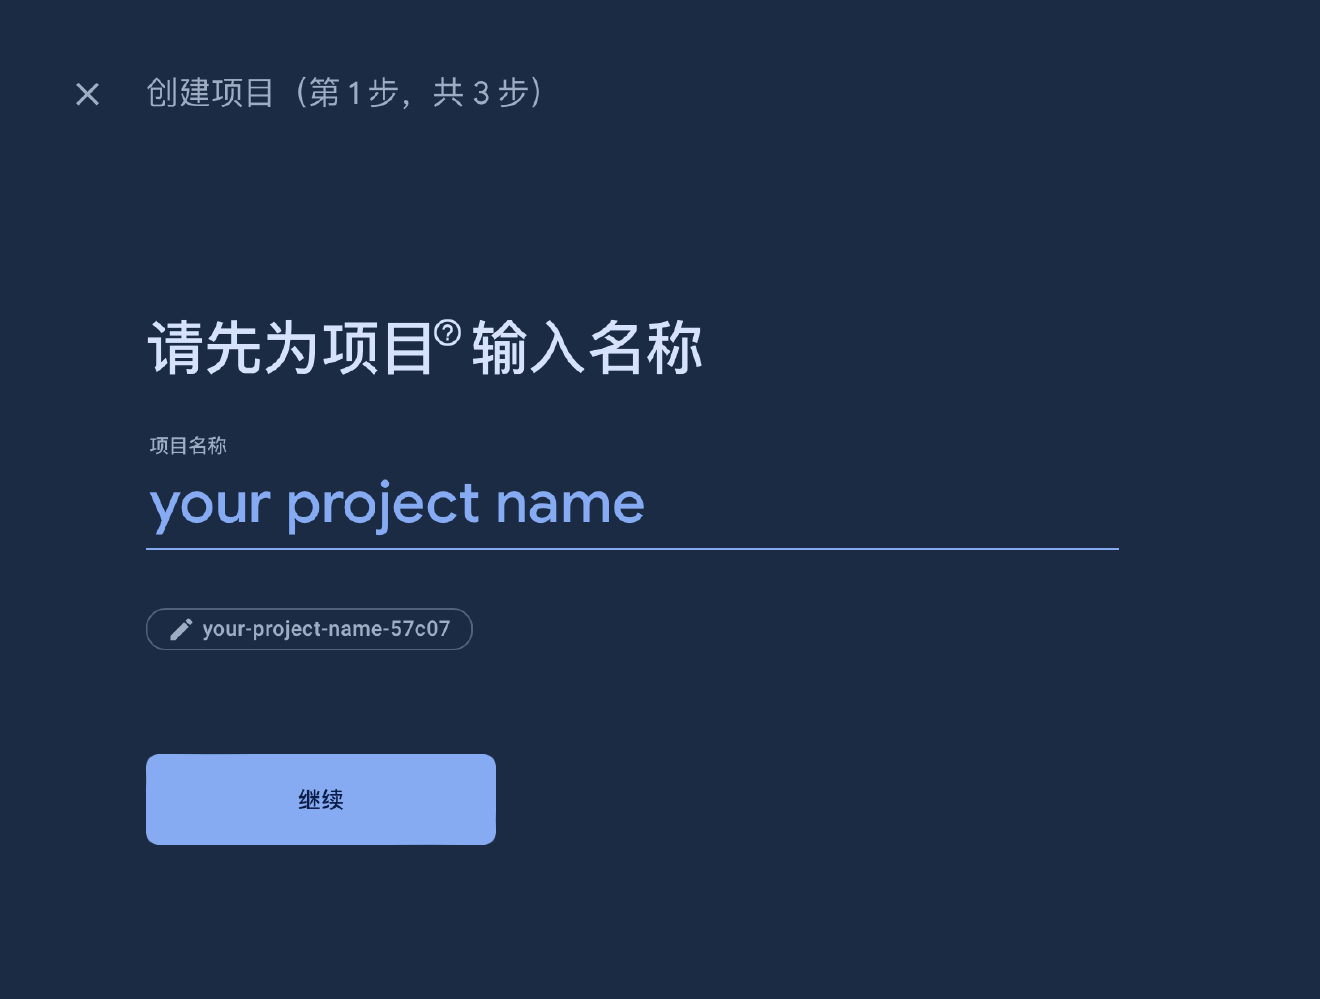 创建项目（第 1 步，共 3 步）
请先为项目?输入名称
项目名称
your project name
your-project-name-57c07
继续